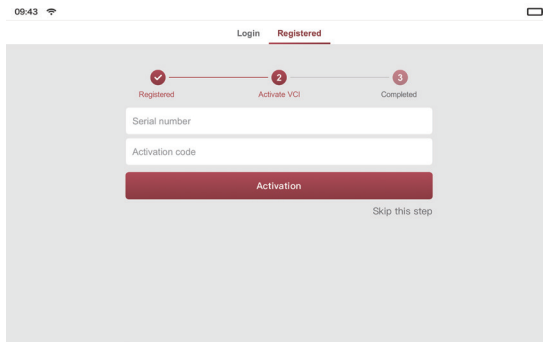 09:43
Login Registered
2 3
Registered Activate VCI Completed
Serial number
Activation code
Activation
Skip this step